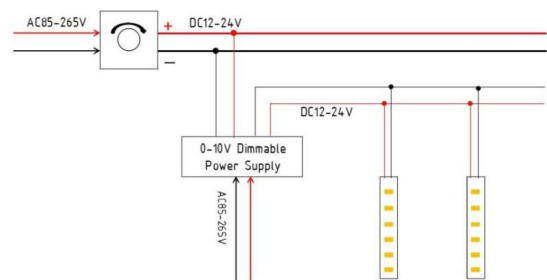 AC85-265V
+
DC12-24V
−
DC12-24V
0-10V Dimmable
Power Supply
AC85-265V